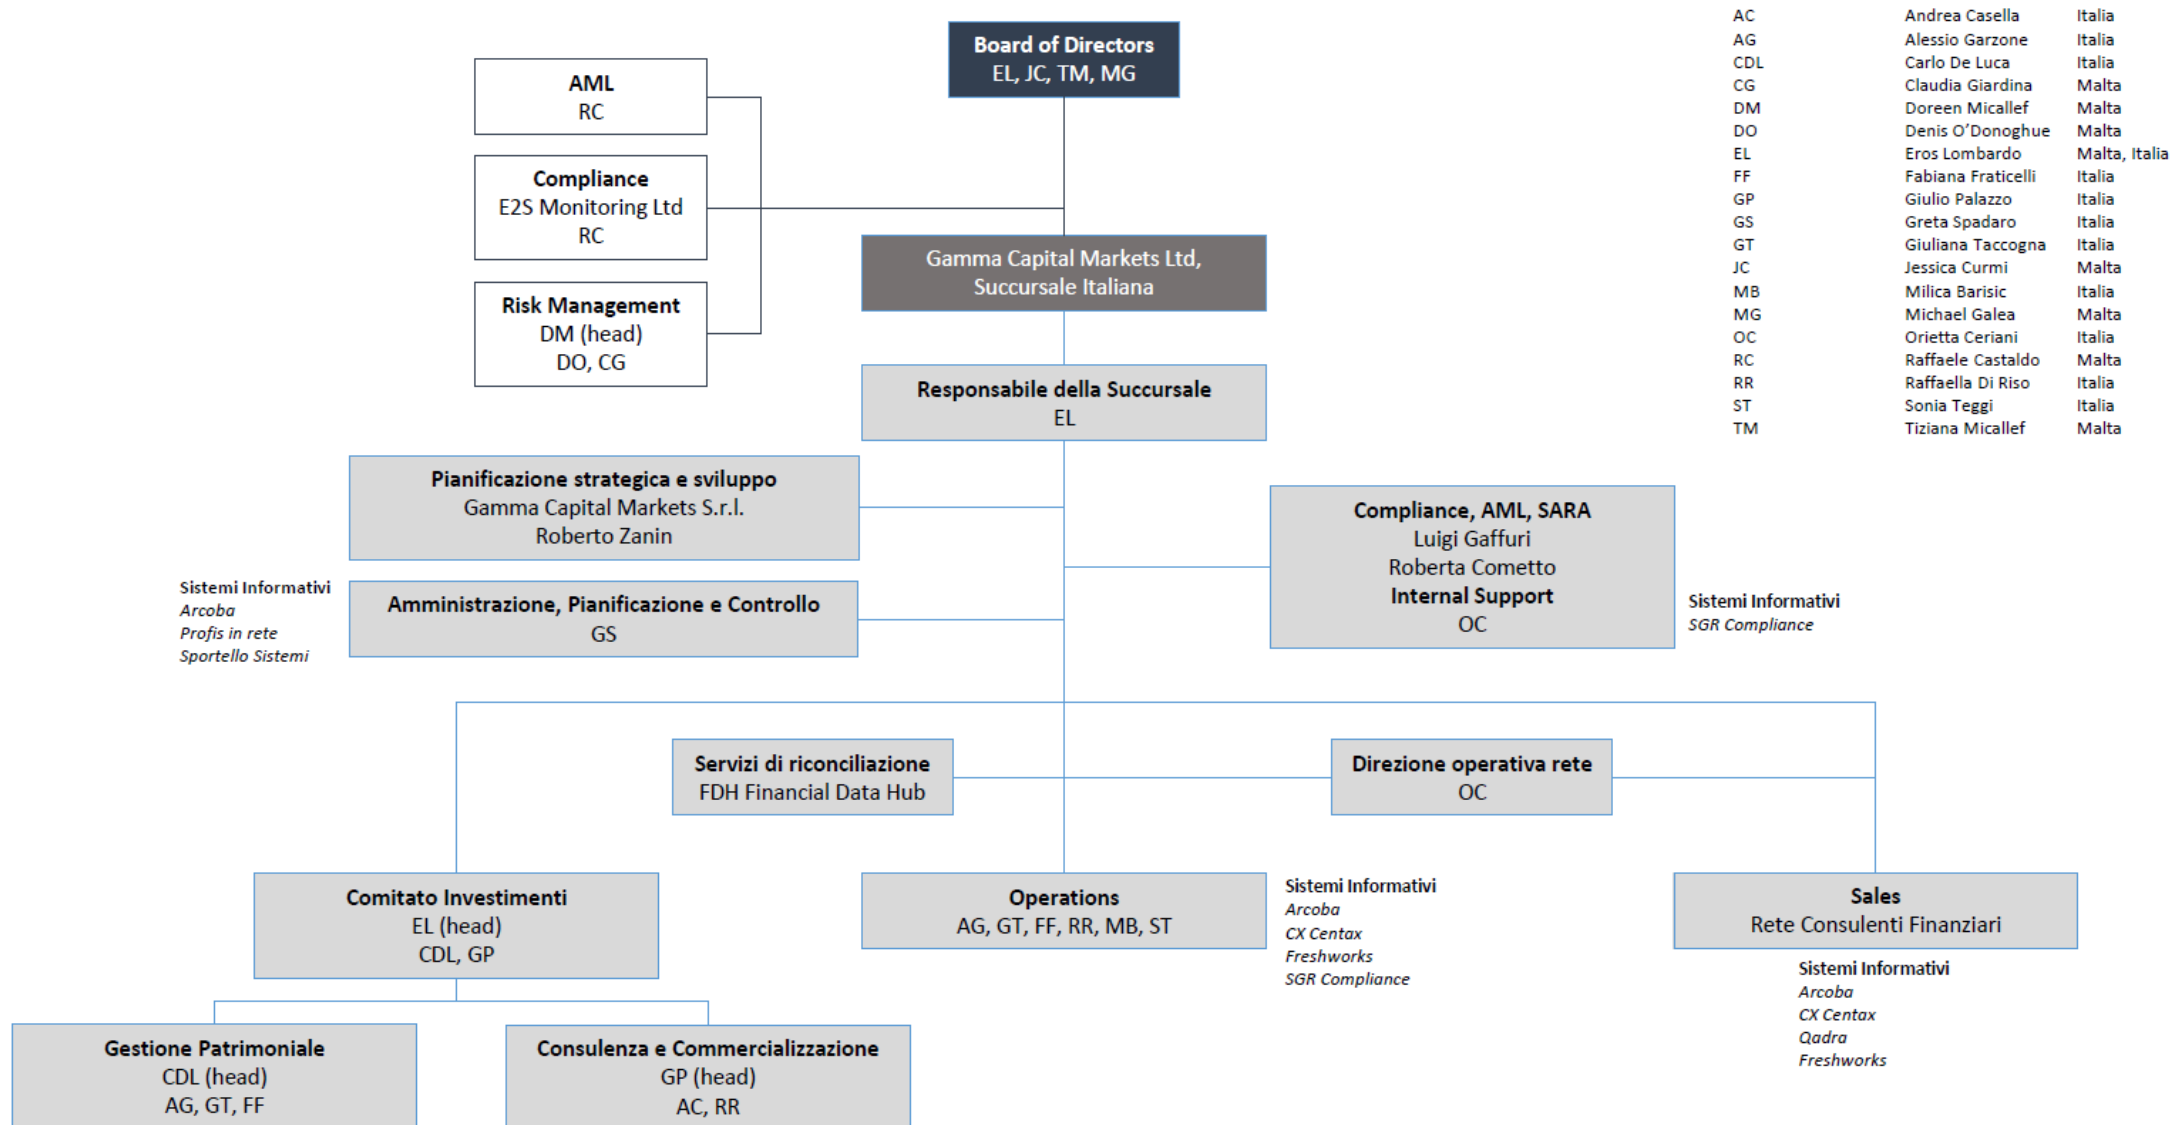 Board of Directors
EL, JC, TM, MG
AML
RC
Compliance
E2S Monitoring Ltd
RC
Risk Management
DM (head)
DO, CG
Gamma Capital Markets Ltd,
Succursale Italiana
Responsabile della Succursale
EL
AC Andrea Casella Italia
AG Alessio Garzone Italia
CDL Carlo De Luca Italia
CG Claudia Giardina Malta
DM Doreen Micallef Malta
DO Denis O’Donoghue Malta
EL Eros Lombardo Malta, Italia
FF Fabiana Fraticelli Italia
GP Giulio Palazzo Italia
GS Greta Spadaro Italia
GT Giuliana Taccogna Italia
JC Jessica Curmi Malta
MB Milica Barisic Italia
MG Michael Galea Malta
OC Orietta Ceriani Italia
RC Raffaele Castaldo Malta
RR Raffaella Di Riso Italia
ST Sonia Teggi Italia
TM Tiziana Micallef Malta
Pianificazione strategica e sviluppo
Gamma Capital Markets S.r.l.
Roberto Zanin
Compliance, AML, SARA
Luigi Gaffuri
Roberta Cometto
Internal Support
OC
Sistemi Informativi
SGR Compliance
Sistemi Informativi
Arcoba
Profis in rete
Sportello Sistemi
Amministrazione, Pianificazione e Controllo
GS
Servizi di riconciliazione
FDH Financial Data Hub
Direzione operativa rete
OC
Comitato Investimenti
EL (head)
CDL, GP
Operations
AG, GT, FF, RR, MB, ST
Sistemi Informativi
Arcoba
CX Centax
Freshworks
SGR Compliance
Sales
Rete Consulenti Finanziari
Sistemi Informativi
Arcoba
CX Centax
Qadra
Freshworks
Gestione Patrimoniale
CDL (head)
AG, GT, FF
Consulenza e Commercializzazione
GP (head)
AC, RR